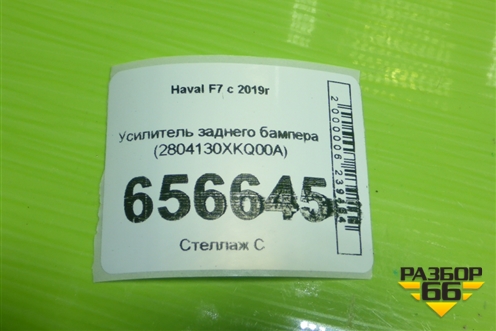 Haval F7 с 2019г
Усилитель заднего бампера
(2804130XKQ00A)
656645
Стеллаж С
РАЗБОР
66